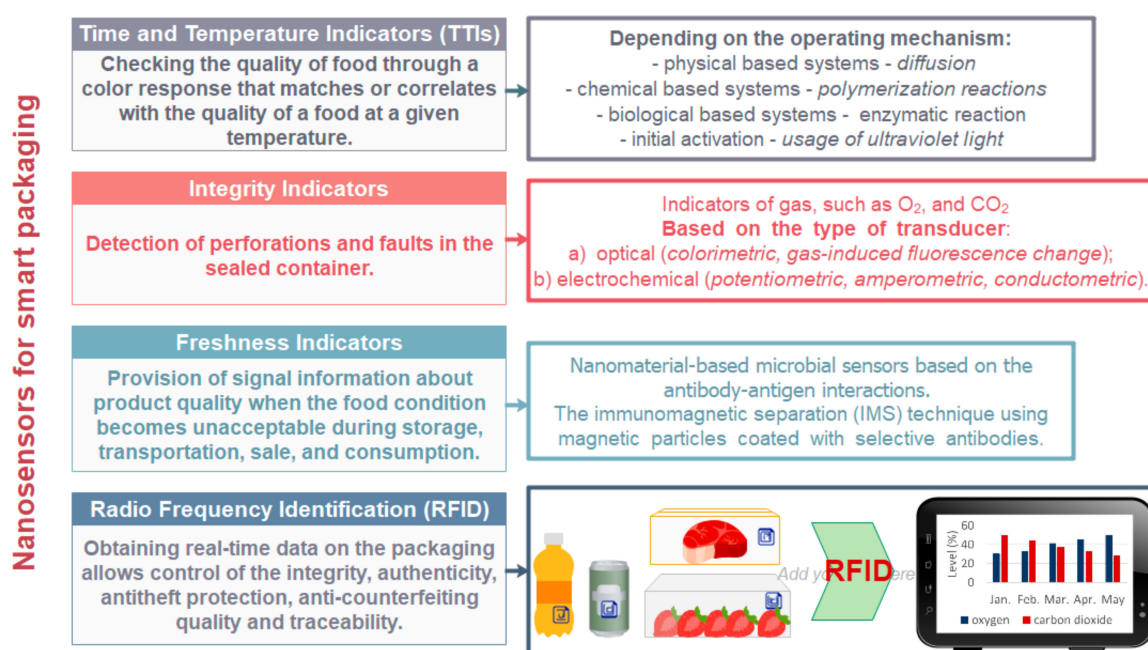 Nanosensors for smart packaging
Time and Temperature Indicators (TTIs)
Checking the quality of food through a
color response that matches or correlates
with the quality of a food at a given
temperature.
Depending on the operating mechanism:
- physical based systems - diffusion
- chemical based systems - polymerization reactions
- biological based systems - enzymatic reaction
- initial activation - usage of ultraviolet light
Integrity Indicators
Detection of perforations and faults in the
sealed container.
Indicators of gas, such as O₂, and CO₂
Based on the type of transducer:
a) optical (colorimetric, gas-induced fluorescence change);
b) electrochemical (potentiometric, amperometric, conductometric).
Freshness Indicators
Provision of signal information about
product quality when the food condition
becomes unacceptable during storage,
transportation, sale, and consumption.
Nanomaterial-based microbial sensors based on the
antibody-antigen interactions.
The immunomagnetic separation (IMS) technique using
magnetic particles coated with selective antibodies.
Radio Frequency Identification (RFID)
Obtaining real-time data on the packaging
allows control of the integrity, authenticity,
antitheft protection, anti-counterfeiting
quality and traceability.
Add
RFID
Level (%)
60
40
20
0
Jan. Feb. Mar. Apr. May
oxygen carbon dioxide